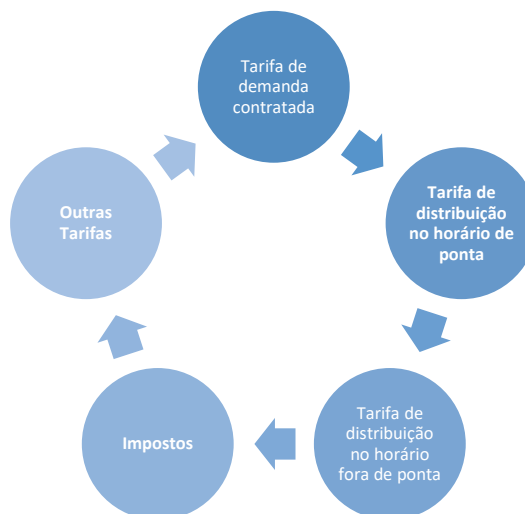 Tarifa de
demanda
contratada
Tarifa de
distribuição
no horário de
ponta
Tarifa de
distribuição
no horário
fora de ponta
Impostos
Outras
Tarifas